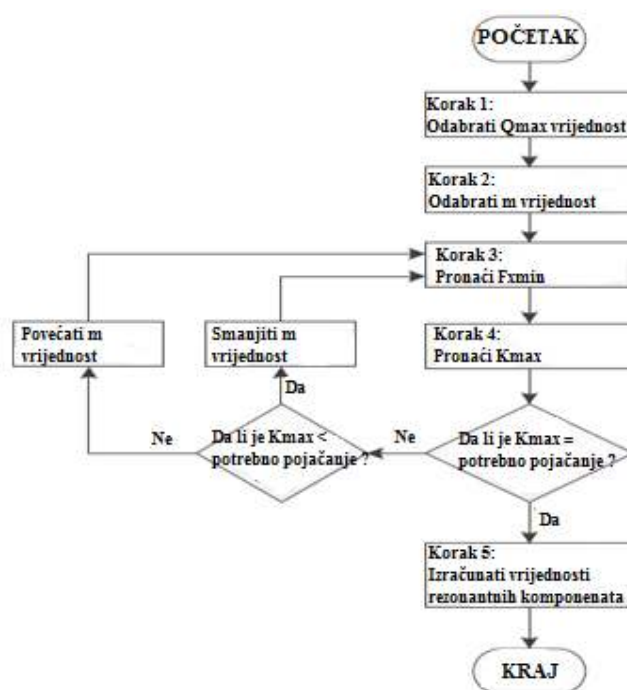 POČETAK
Korak 1:
Odabrati Qmax vrijednost
Korak 2:
Odabrati m vrijednost
Korak 3:
Pronaći Fxmin
Povećati m
vrijednost
Smanjiti m
vrijednost
Korak 4:
Pronaći Kmax
Da
Ne
Da li je Kmax <
potrebno pojačanje ?
Ne
Da li je Kmax =
potrebno pojačanje ?
Da
Korak 5:
Izračunati vrijednosti
rezonantnih komponenata
KRAJ